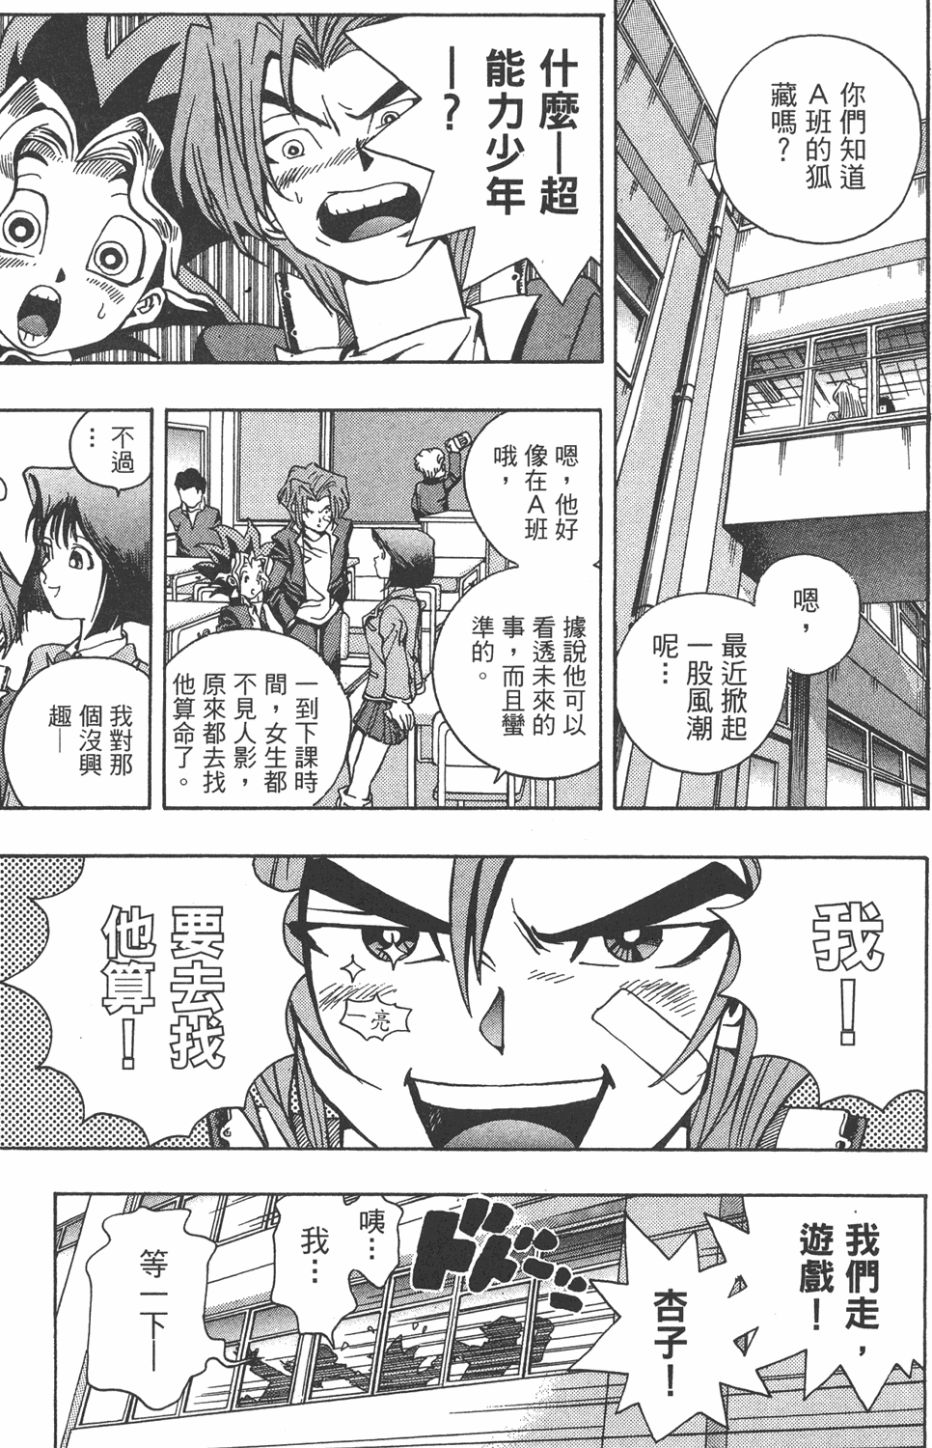 你們知道
A班的狐
藏嗎？
嗯，
最近掀起
一股風潮
呢…
什麼—超
能力少年
—？
嗯，他好
像在A班
哦，
據說他可以
看透未來的
事，而且蠻
準的。
一到下課時
間，女生都
不見人影，
原來都去找
他算命了。
不過
…
我對那
個沒興
趣—
我！
一亮
要去找
他算！
我們走，
遊戲！
杏子！
ドドド…
咦…
我…
等一下—